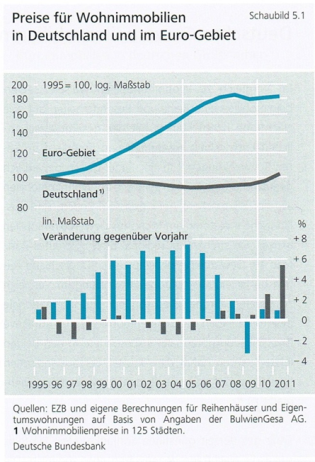 Preise für Wohnimmobilien
in Deutschland und im Euro-Gebiet
Schaubild 5.1
1995 = 100, log. Maßstab
200
180
160
140
120
100
80
Euro-Gebiet
Deutschland 1)
lin. Maßstab
Veränderung gegenüber Vorjahr
%
+ 8
+ 6
+ 4
+ 2
0
− 2
− 4
1995 96 97 98 99 00 01 02 03 04 05 06 07 08 09 10 2011
Quellen: EZB und eigene Berechnungen für Reihenhäuser und Eigen-
tumswohnungen auf Basis von Angaben der BulwienGesa AG.
1 Wohnimmobilienpreise in 125 Städten.
Deutsche Bundesbank